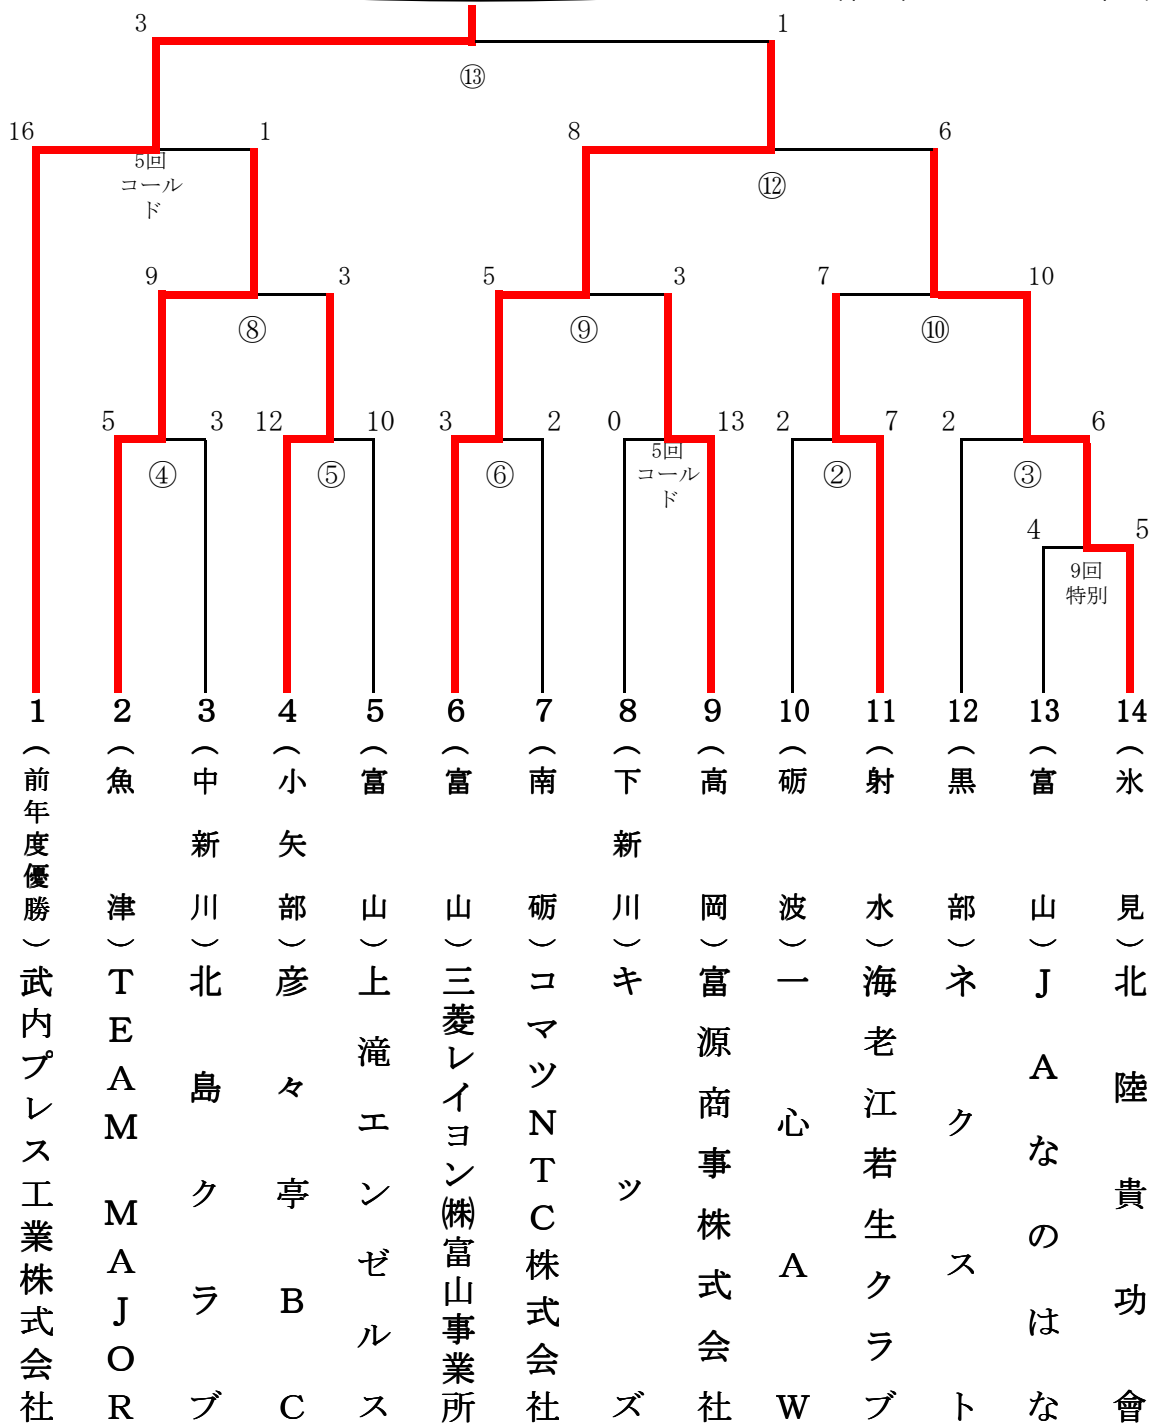 3 1
⑬
16 1 8 6
5回
コール
ド
⑫
9 3 5 3 7 10
⑧ ⑨ ⑩
5 3 12 10 3 2 0 13 2 7 2 6
④ ⑤ ⑥ ② ③
5回
コール
ド
4 5
9回
特別
1(前年度優勝)武内プレス工業株式会社
2(魚津)TEAM MAJOR
3(中新川)北島クラブ
4(小矢部)彦々亭BC
5(富山)上滝エンゼルス
6(富山)三菱レイヨン㈱富山事業所
7(南砺)コマツNTC株式会社
8(下新川)キッズ
9(高岡)富源商事株式会社
10(砺波)一心AW
11(射水)海老江若生クラブ
12(黒部)ネクスト
13(富山)JAなのはな
14(氷見)北陸貴功會